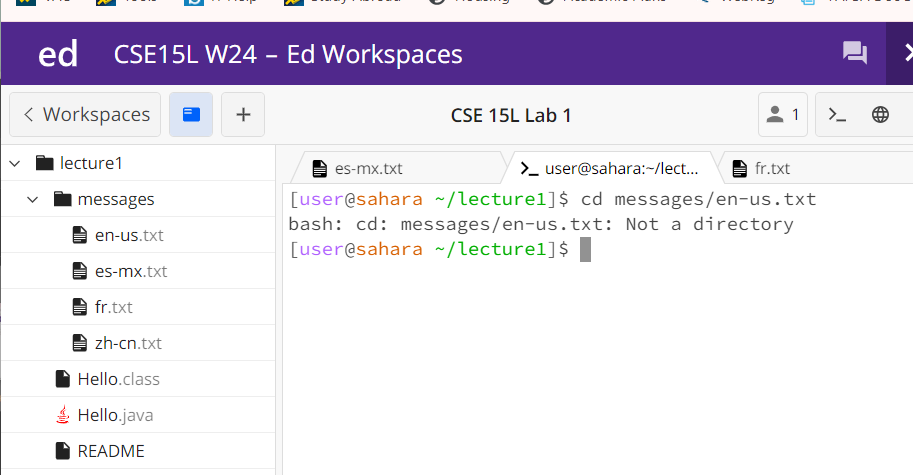 ed CSE15L W24 – Ed Workspaces
Workspaces + CSE 15L Lab 1 1
lecture1
messages
en-us.txt
es-mx.txt
fr.txt
zh-cn.txt
Hello.class
Hello.java
README
es-mx.txt user@sahara:~/lect... fr.txt
[user@sahara ~/lecture1]$ cd messages/en-us.txt
bash: cd: messages/en-us.txt: Not a directory
[user@sahara ~/lecture1]$